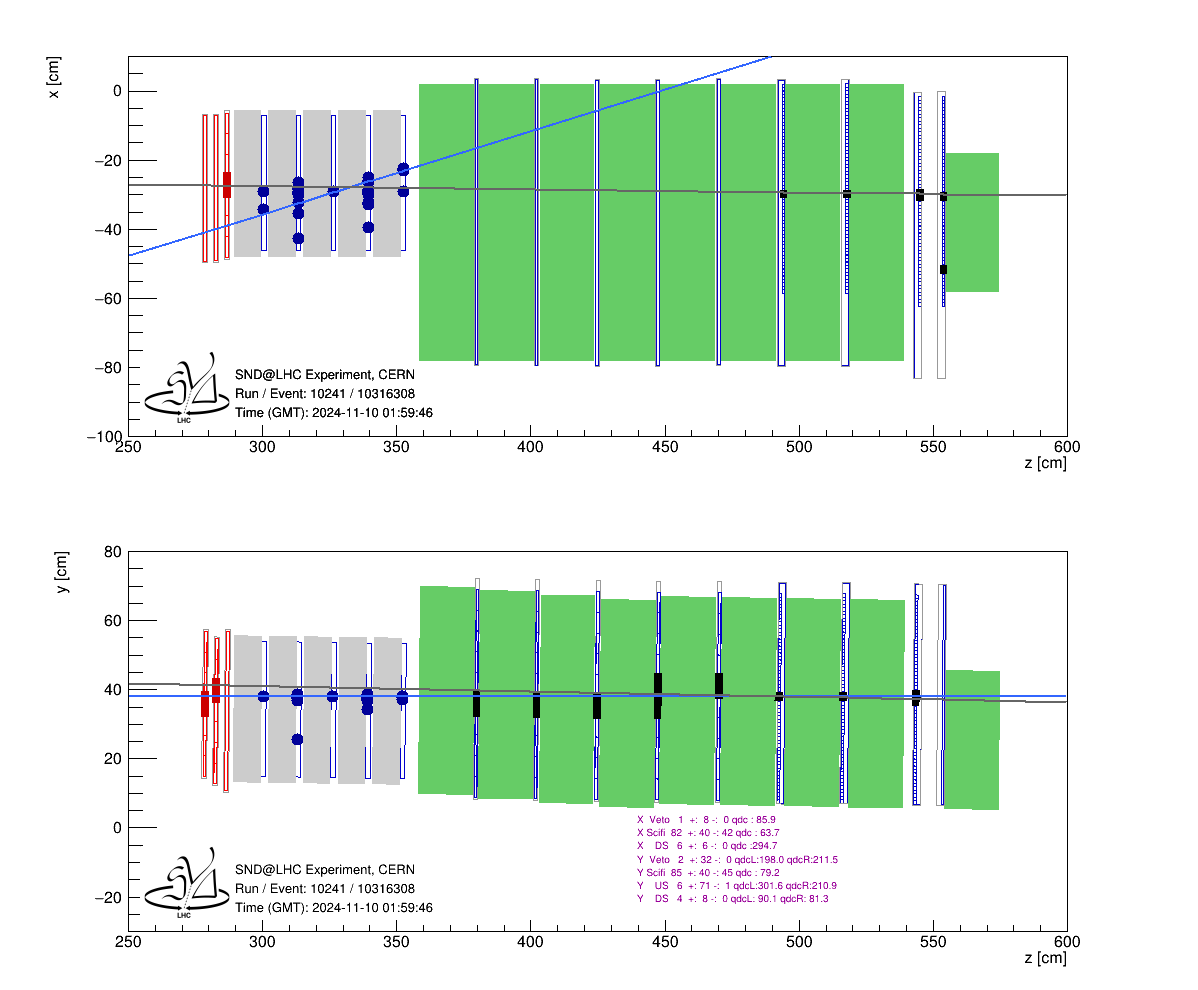 x [cm]
0
−20
−40
−60
−80
−100
LHC
SND@LHC Experiment, CERN
Run / Event: 10241 / 10316308
Time (GMT): 2024-11-10 01:59:46
250 300 350 400 450 500 550 600
z [cm]
y [cm]
80
60
40
20
0
−20
X Veto 1 +: 8 -: 0 qdc : 85.9
X Scifi 82 +: 40 -: 42 qdc : 63.7
X DS 6 +: 6 -: 0 qdc :294.7
Y Veto 2 +: 32 -: 0 qdcL:198.0 qdcR:211.5
Y Scifi 85 +: 40 -: 45 qdc : 79.2
Y US 6 +: 71 -: 1 qdcL:301.6 qdcR:210.9
Y DS 4 +: 8 -: 0 qdcL: 90.1 qdcR: 81.3
LHC
SND@LHC Experiment, CERN
Run / Event: 10241 / 10316308
Time (GMT): 2024-11-10 01:59:46
250 300 350 400 450 500 550 600
z [cm]